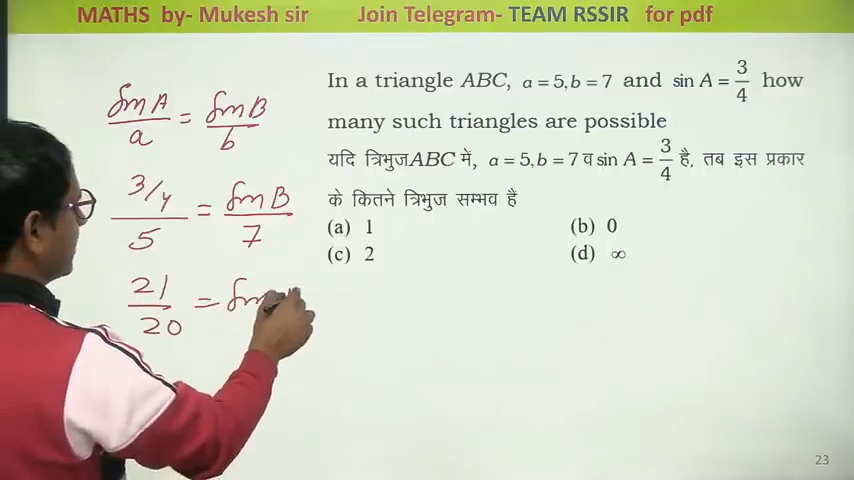 MATHS by- Mukesh sir Join Telegram- TEAM RSSIR for pdf
sin A / a = sin B / b
3/4 / 5 = sin B / 7
21 / 20 = sin
In a triangle ABC, a = 5, b = 7 and sin A = 3/4 how
many such triangles are possible
यदि त्रिभुज ABC में, a = 5, b = 7 व sin A = 3/4 है, तब इस प्रकार
के कितने त्रिभुज सम्भव हैं
(a) 1 (b) 0
(c) 2 (d) ∞
23